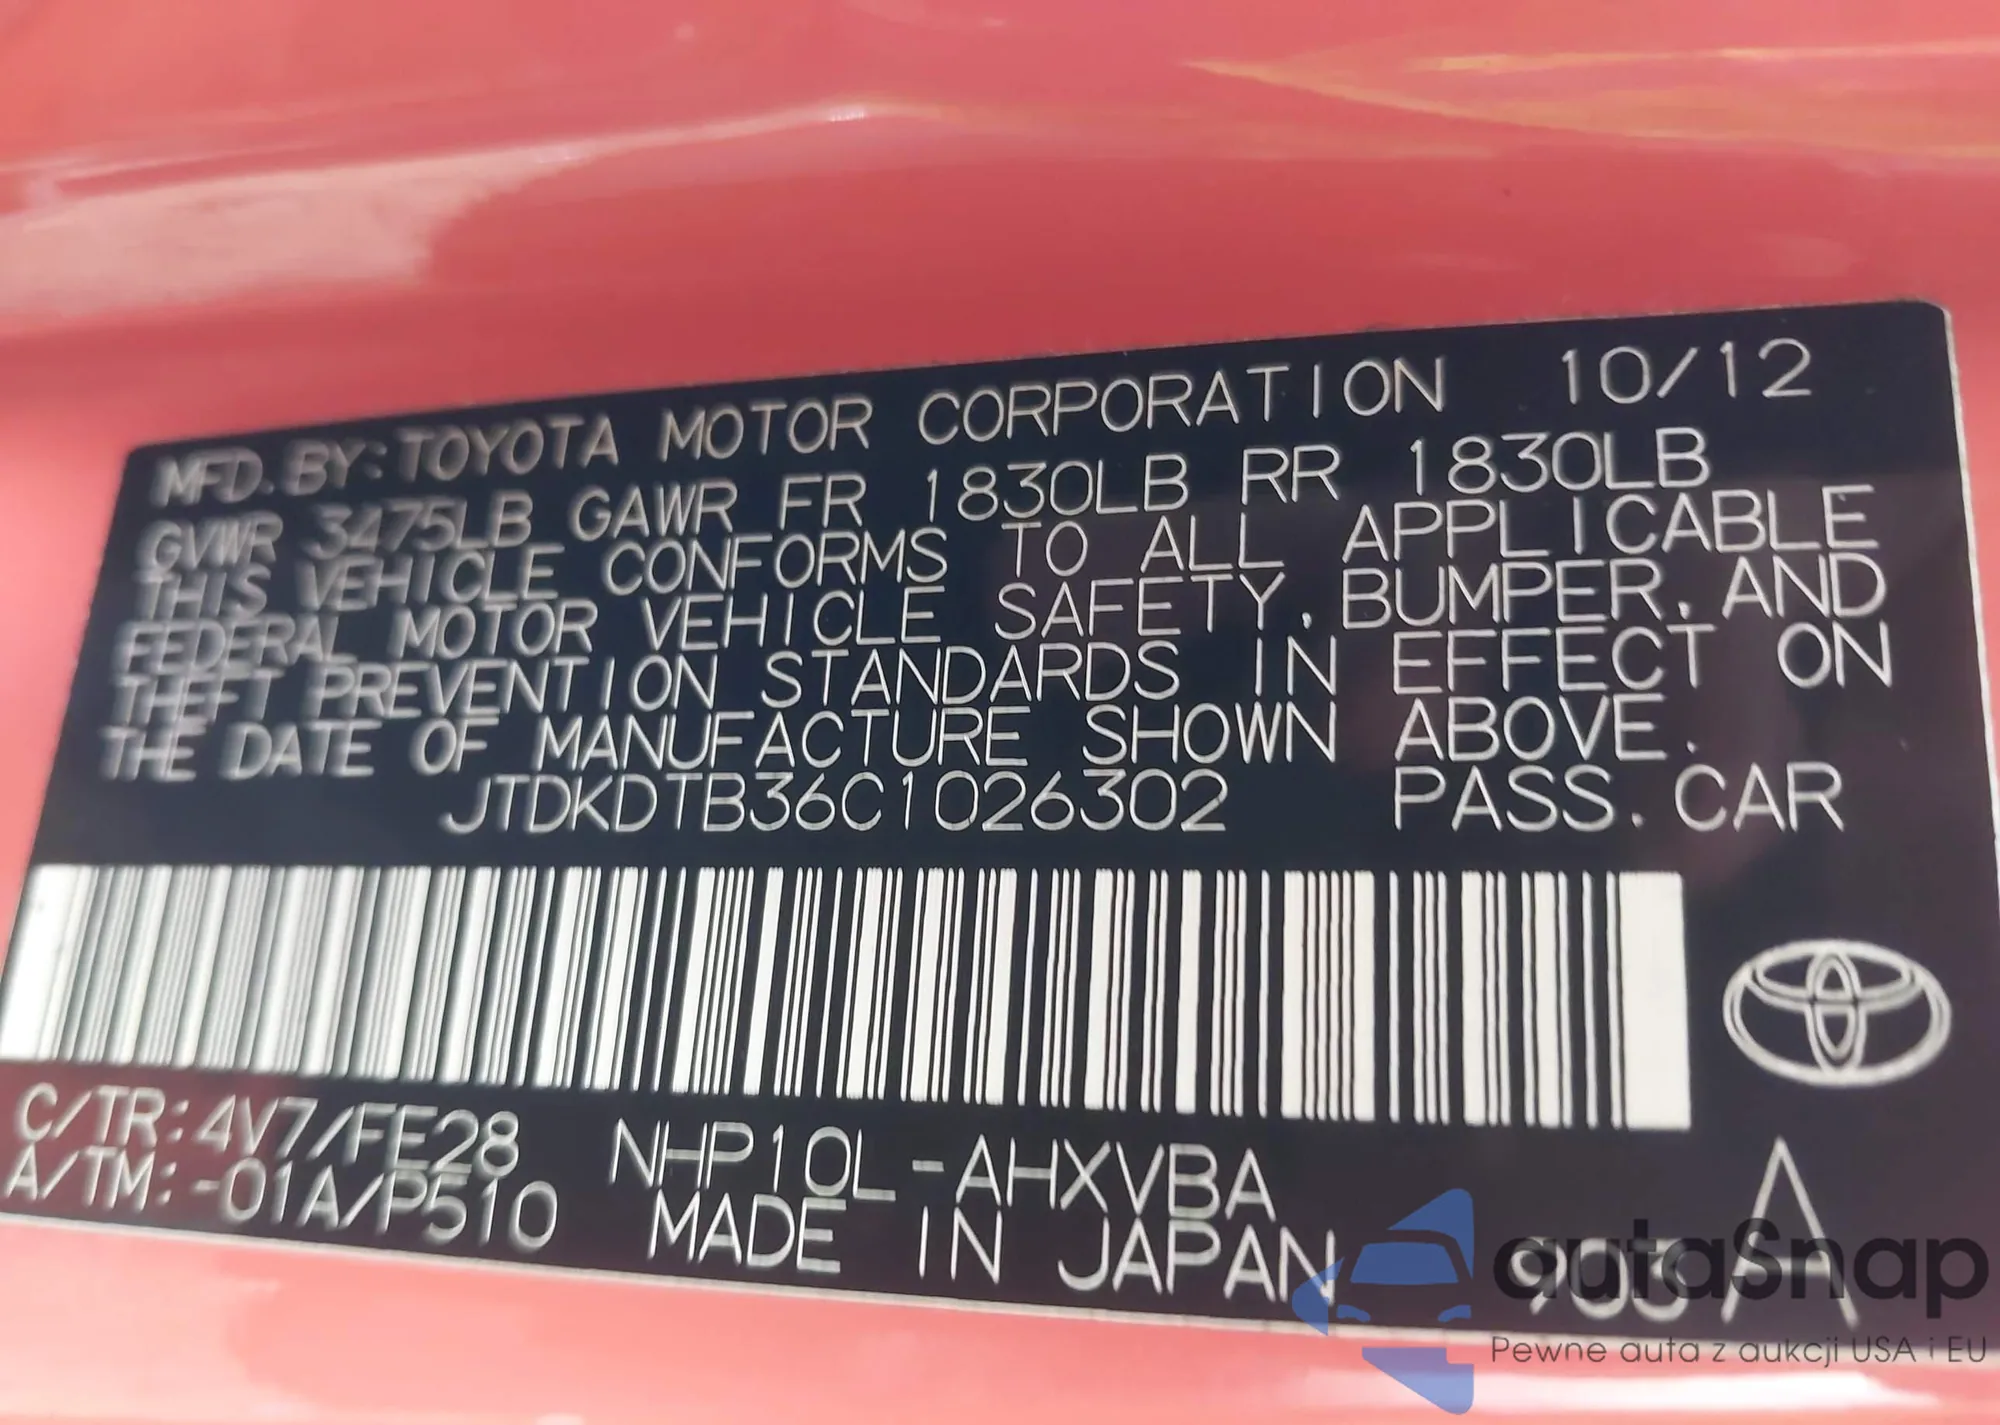 MFD. BY: TOYOTA MOTOR CORPORATION 10/12
GVWR 3475LB GAWR FR 1830LB RR 1830LB
THIS VEHICLE CONFORMS TO ALL APPLICABLE
FEDERAL MOTOR VEHICLE SAFETY, BUMPER, AND
THEFT PREVENTION STANDARDS IN EFFECT ON
THE DATE OF MANUFACTURE SHOWN ABOVE.
JTDKDTB36C1026302 PASS. CAR
C/TR: 4V7/FE28 NHP10L-AHXVBA
A/TM: -01A/P510 MADE IN JAPAN 903 A A
autaSnap
Pewne auta z aukcji USA i EU